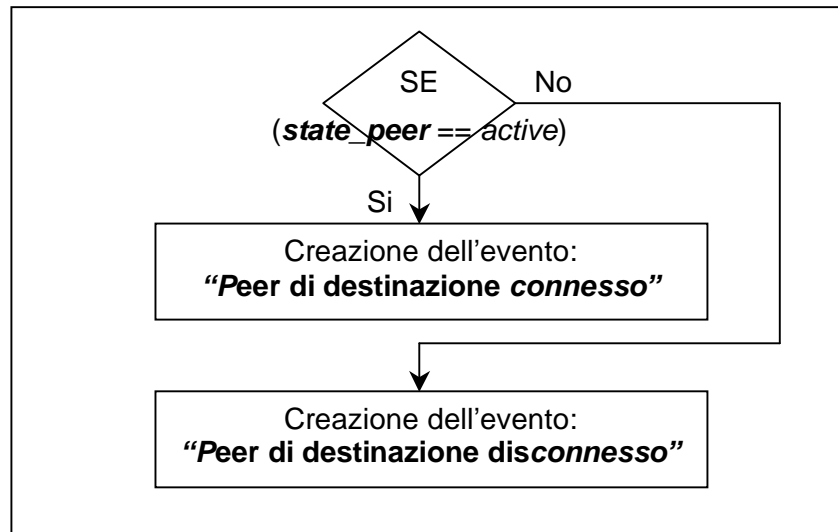 SE
No
(state_peer == active)
Si
Creazione dell’evento:
“Peer di destinazione connesso”
Creazione dell’evento:
“Peer di destinazione disconnesso”